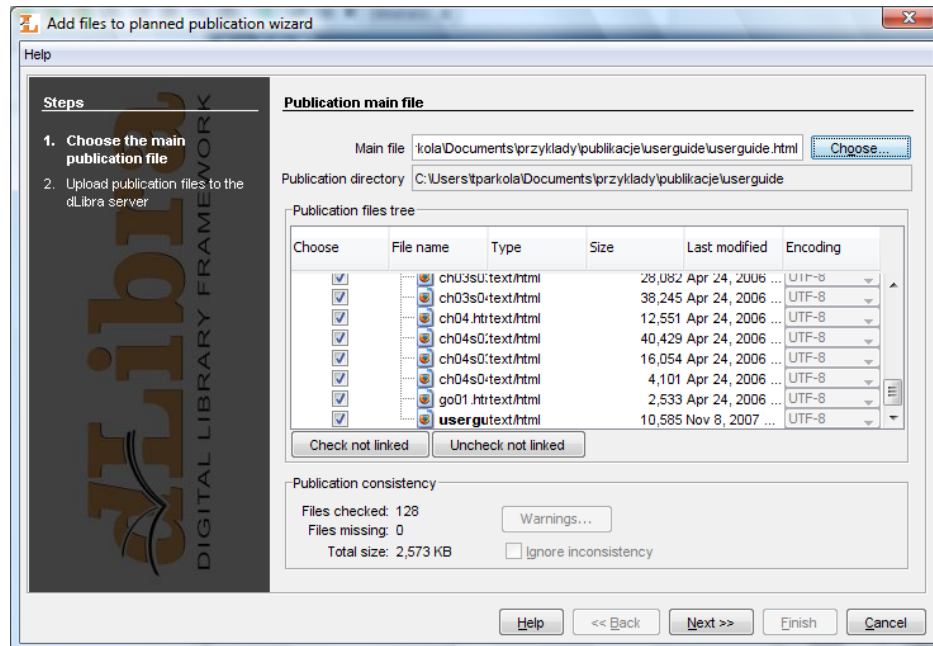 Add files to planned publication wizard
Help
Steps
1. Choose the main publication file
2. Upload publication files to the dLibra server
dLibra
DIGITAL LIBRARY FRAMEWORK
Publication main file
Main file 'kola\Documents\przyklady\publikacje\userguide\userguide.html Choose...
Publication directory C:\Users\tparkola\Documents\przyklady\publikacje\userguide
Publication files tree
Choose File name Type Size Last modified Encoding
text/html 28,082 Apr 24, 2006 ... UTF-8
text/html 38,245 Apr 24, 2006 ... UTF-8
ch04.htm text/html 12,551 Apr 24, 2006 ... UTF-8
text/html 40,429 Apr 24, 2006 ... UTF-8
text/html 16,054 Apr 24, 2006 ... UTF-8
text/html 4,101 Apr 24, 2006 ... UTF-8
go01.htm text/html 2,533 Apr 24, 2006 ... UTF-8
usergu text/html 10,585 Nov 8, 2007 ... UTF-8
Check not linked Uncheck not linked
Publication consistency
Files checked: 128 Warnings...
Files missing: 0
Total size: 2,573 KB Ignore inconsistency
Help << Back Next >> Finish Cancel